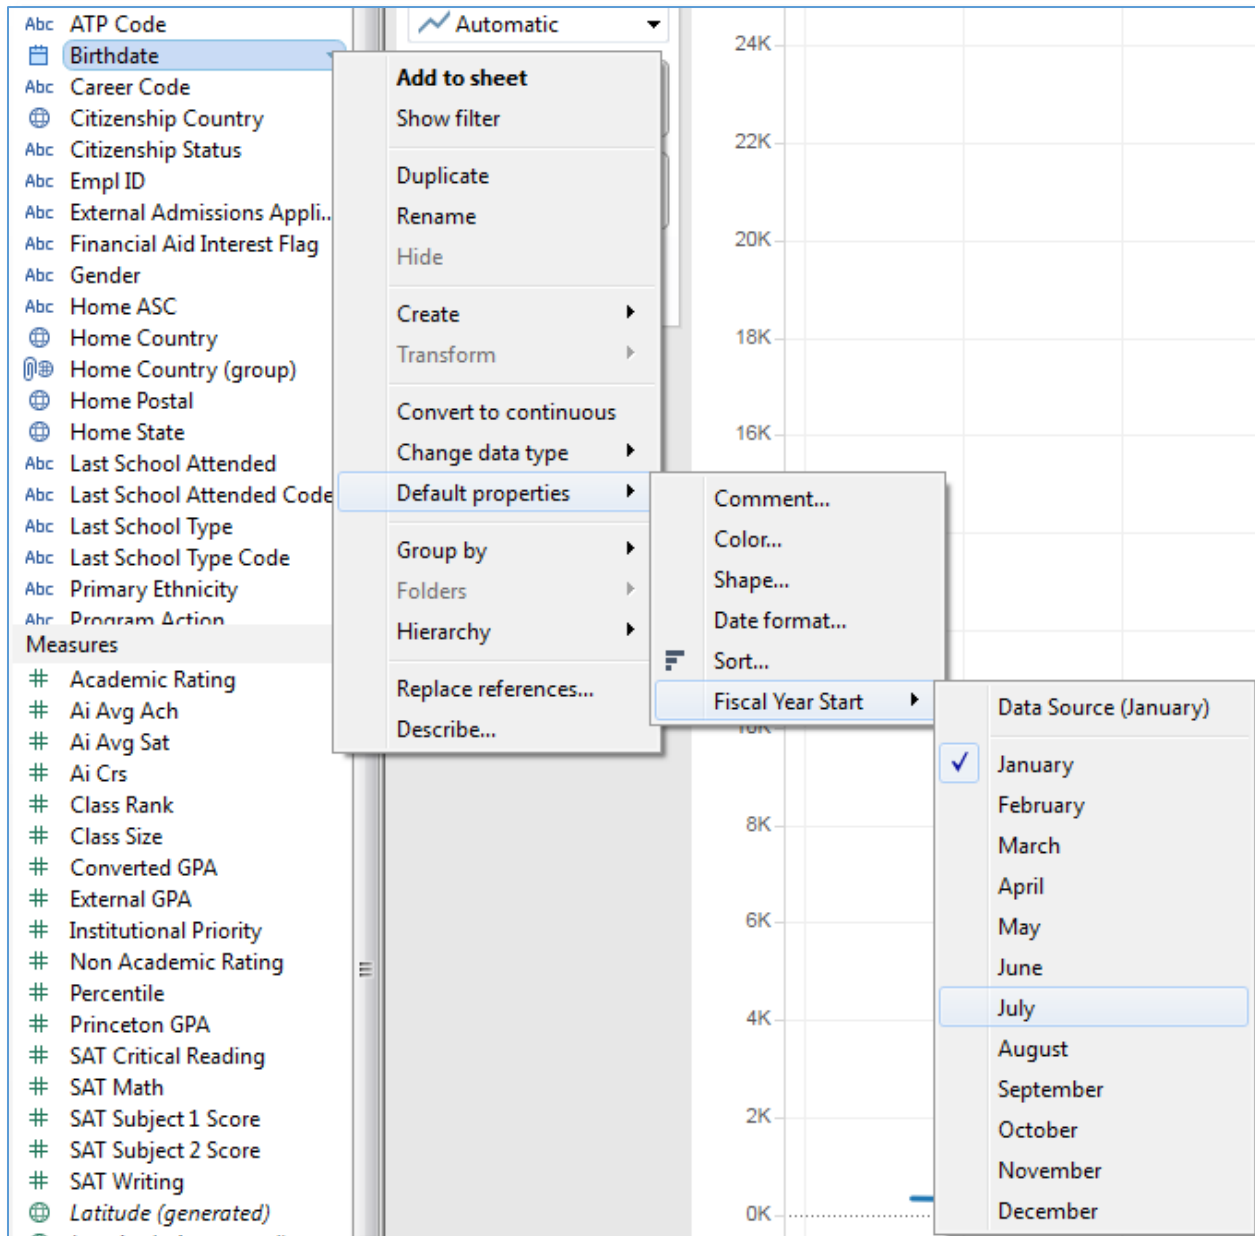 Abc ATP Code
Birthdate
Abc Career Code
Citizenship Country
Abc Citizenship Status
Abc Empl ID
Abc External Admissions Appli..
Abc Financial Aid Interest Flag
Abc Gender
Abc Home ASC
Home Country
Home Country (group)
Home Postal
Home State
Abc Last School Attended
Abc Last School Attended Code
Abc Last School Type
Abc Last School Type Code
Abc Primary Ethnicity
Abc Program Action
Measures
# Academic Rating
# Ai Avg Ach
# Ai Avg Sat
# Ai Crs
# Class Rank
# Class Size
# Converted GPA
# External GPA
# Institutional Priority
# Non Academic Rating
# Percentile
# Princeton GPA
# SAT Critical Reading
# SAT Math
# SAT Subject 1 Score
# SAT Subject 2 Score
# SAT Writing
Latitude (generated)
Automatic
Add to sheet
Show filter
Duplicate
Rename
Hide
Create
Transform
Convert to continuous
Change data type
Default properties
Group by
Folders
Hierarchy
Replace references...
Describe...
Comment...
Color...
Shape...
Date format...
Sort...
Fiscal Year Start
Data Source (January)
January
February
March
April
May
June
July
August
September
October
November
December
24K
22K
20K
18K
16K
10K
8K
6K
4K
2K
0K